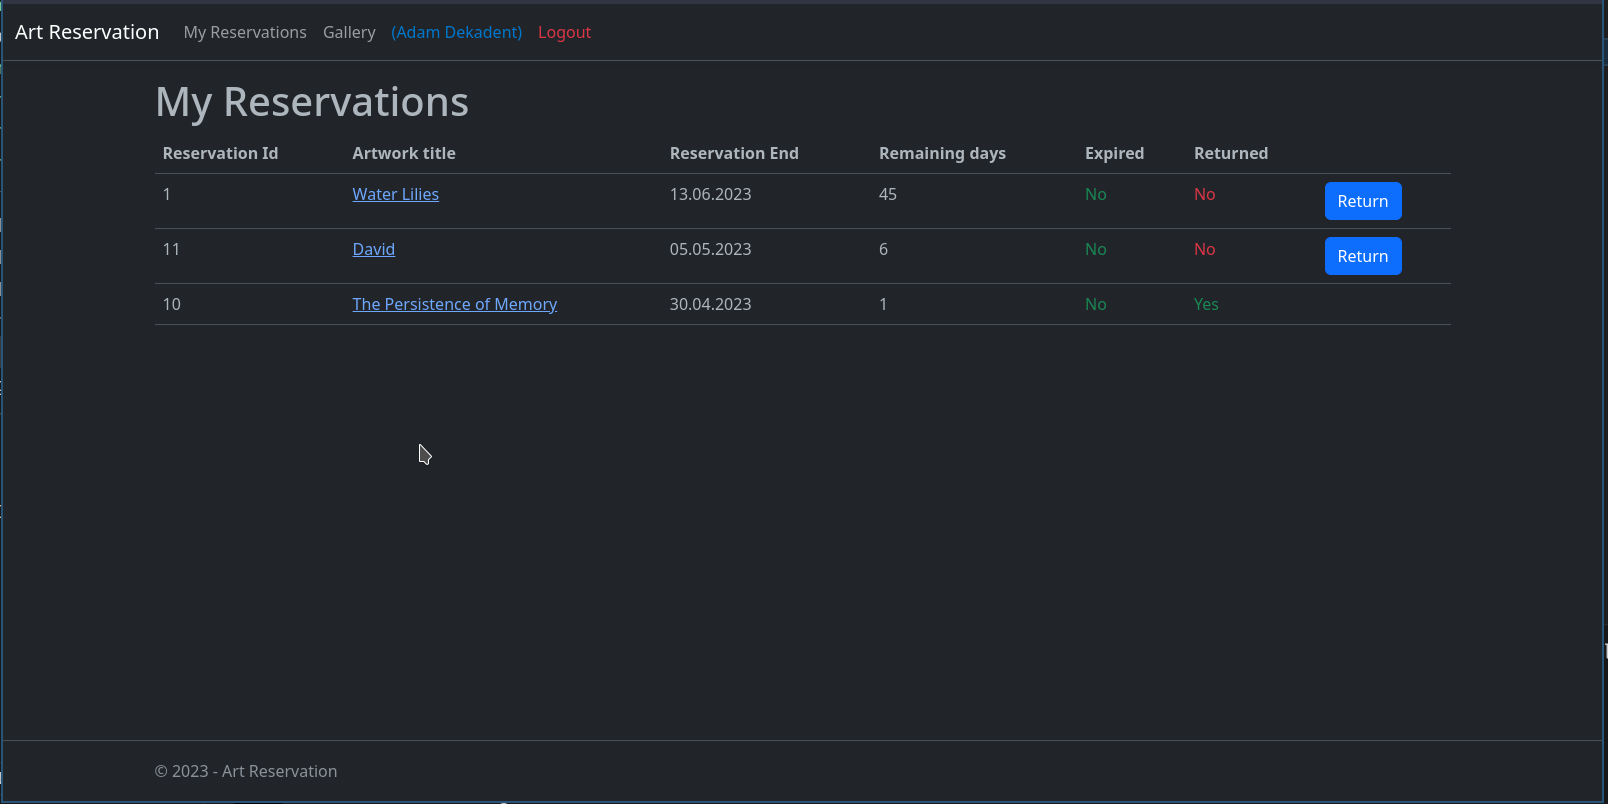 Art Reservation My Reservations Gallery (Adam Dekadent) Logout
My Reservations
Reservation Id Artwork title Reservation End Remaining days Expired Returned
1 Water Lilies 13.06.2023 45 No No Return
11 David 05.05.2023 6 No No Return
10 The Persistence of Memory 30.04.2023 1 No Yes
© 2023 - Art Reservation